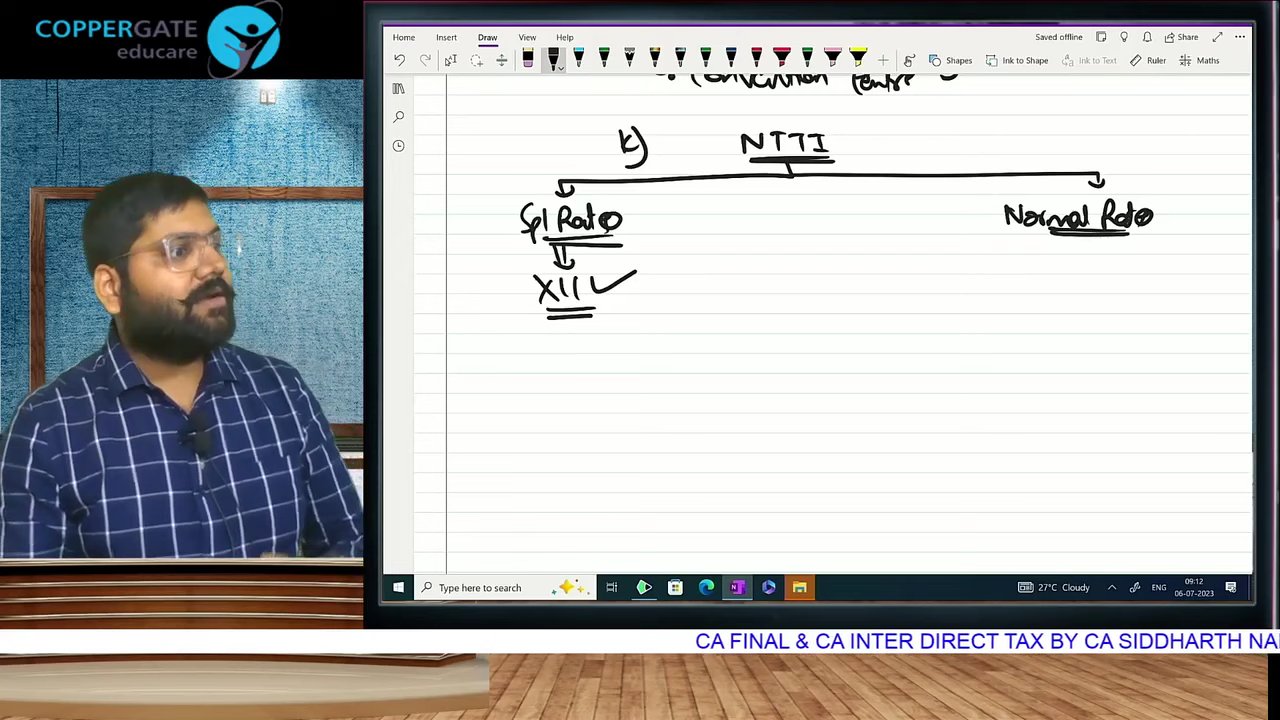 COPPERGATE
educare
Home Insert Draw View Help
Saved offline
Share
Shapes
Ink to Shape
Ink to Text
Ruler
Maths
K) NTTI
Spl Rate Normal Rate
XII ✓
Type here to search
27°C Cloudy
ENG
09:12
06-07-2023
CA FINAL & CA INTER DIRECT TAX BY CA SIDDHARTH NA